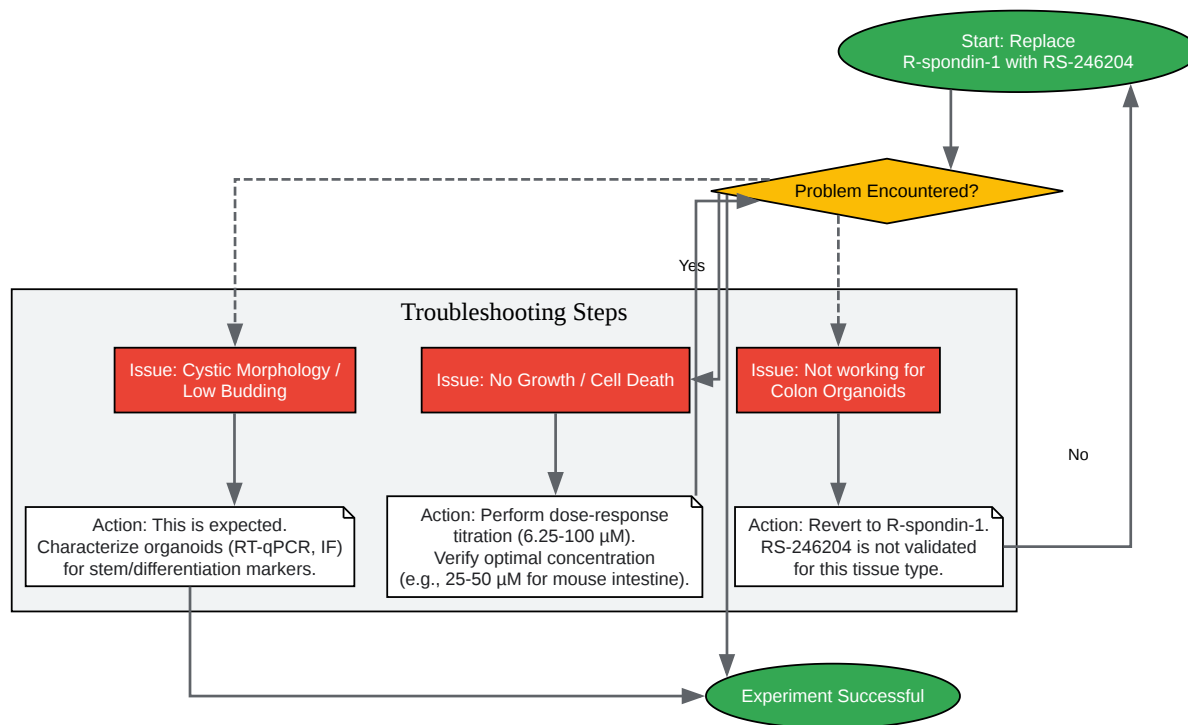 Start: Replace
R-spondin-1 with RS-246204
Problem Encountered?
Yes
Troubleshooting Steps
Issue: Cystic Morphology /
Low Budding
Issue: No Growth / Cell Death
Issue: Not working for
Colon Organoids
No
Action: This is expected.
Characterize organoids (RT-qPCR, IF)
for stem/differentiation markers.
Action: Perform dose-response
titration (6.25-100 µM).
Verify optimal concentration
(e.g., 25-50 µM for mouse intestine).
Action: Revert to R-spondin-1.
RS-246204 is not validated
for this tissue type.
Experiment Successful